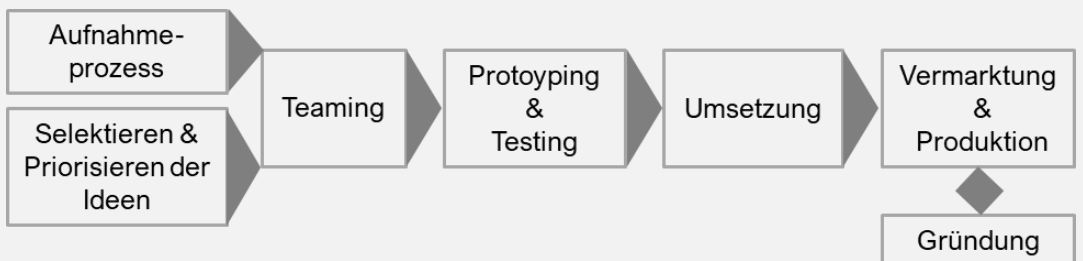 Aufnahme-
prozess
Selektieren &
Priorisieren der
Ideen
Teaming
Protoyping
&
Testing
Umsetzung
Vermarktung
&
Produktion
Gründung